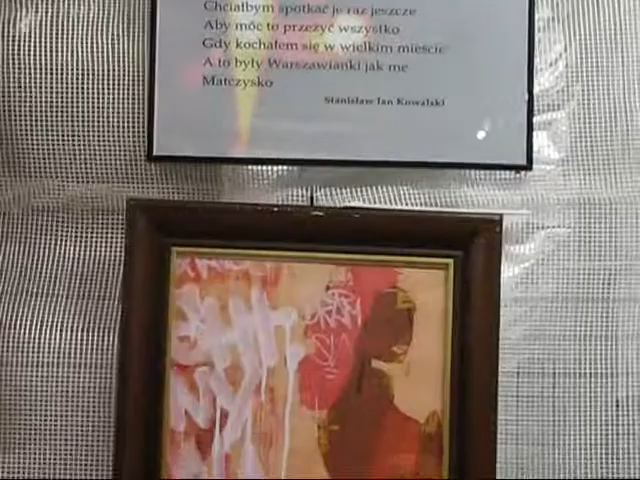 Chciałbym spotkać je raz jeszcze
Aby móc to przeżyć wszystko
Gdy kochałem się w wielkim mieście
A to były Warszawianki jak me
Matczysko
Stanisław Jan Kowalski